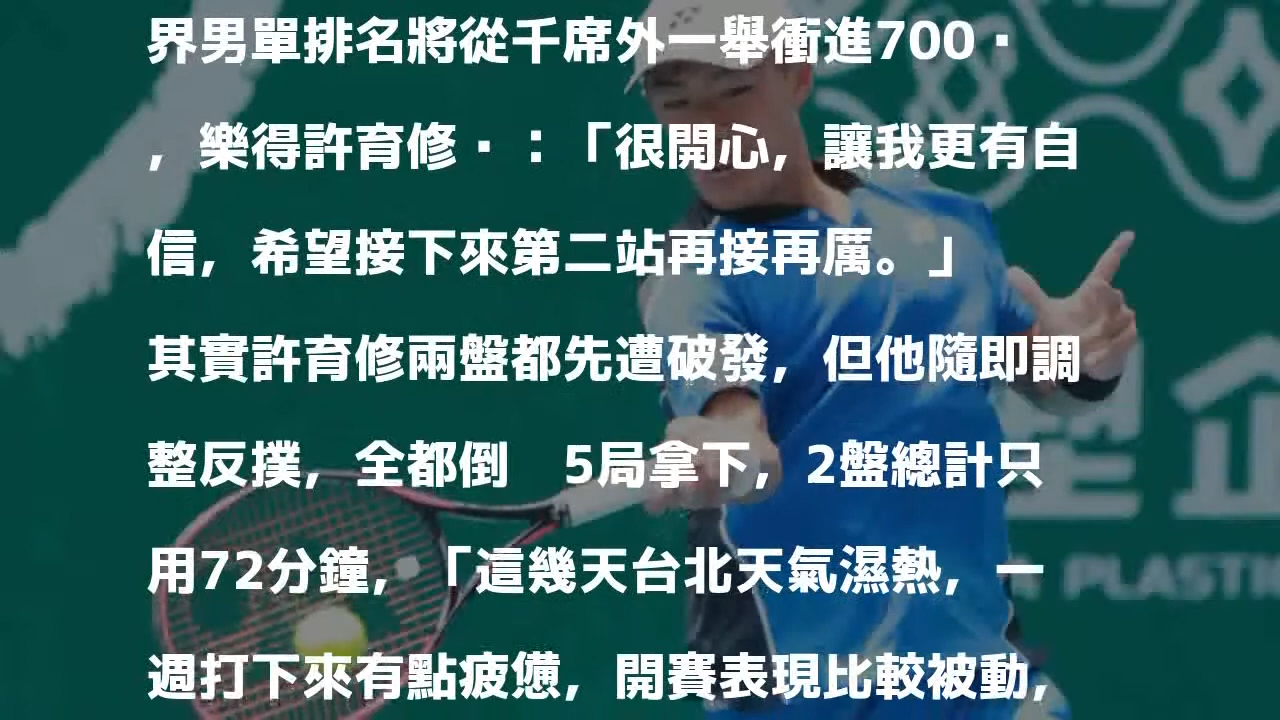 界男單排名將從千席外一舉衝進700·
，樂得許育修·：「很開心，讓我更有自
信，希望接下來第二站再接再厲。」
其實許育修兩盤都先遭破發，但他隨即調
整反撲，全都倒　5局拿下，2盤總計只
用72分鐘，「這幾天台北天氣濕熱，一
週打下來有點疲憊，開賽表現比較被動，
PLASTI